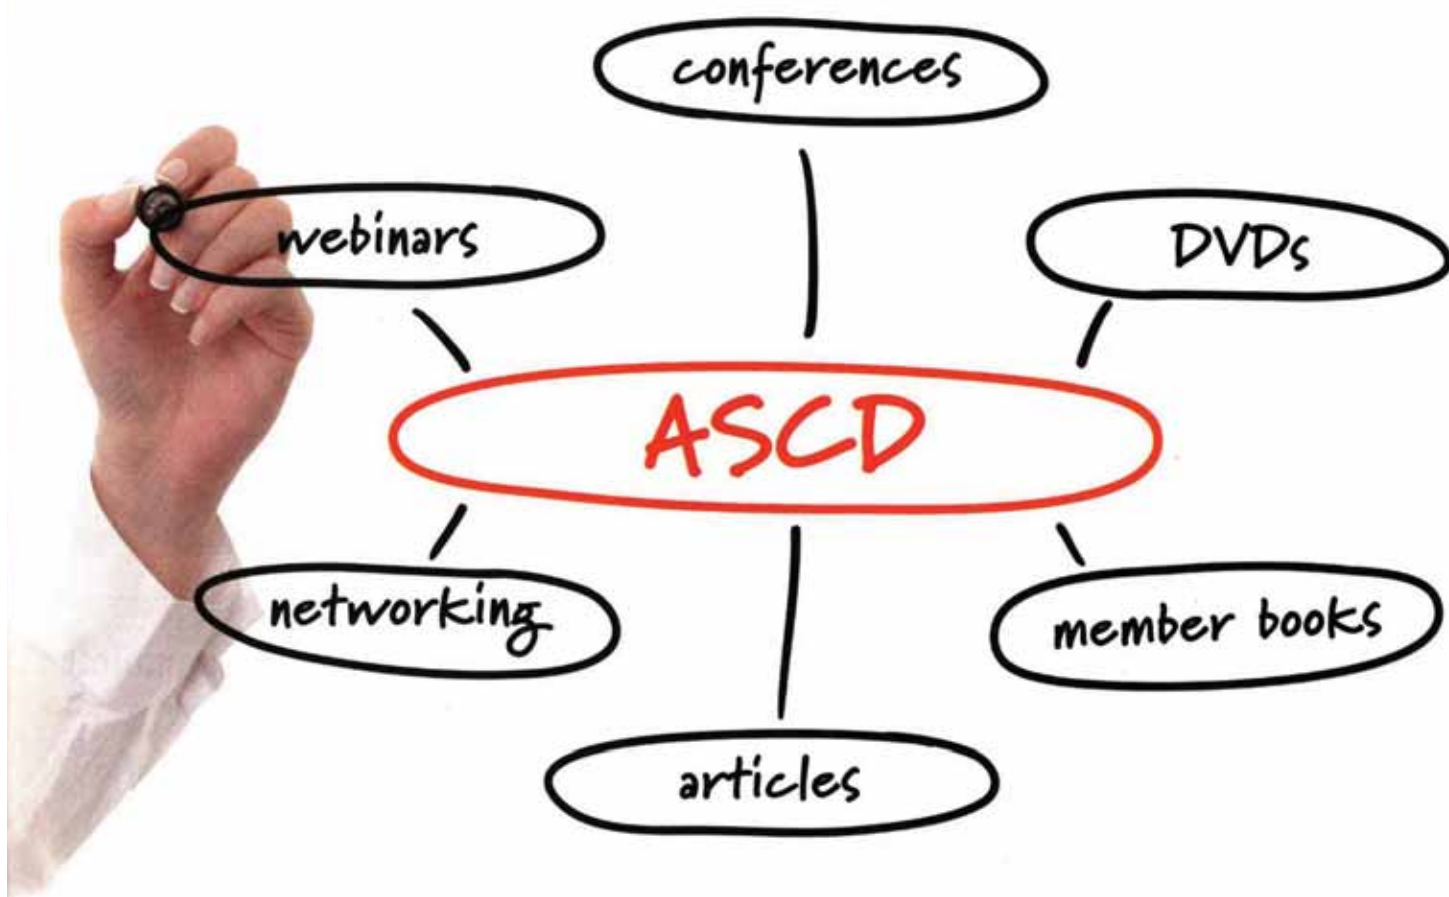 conferences
webinars
DVDs
ASCD
networking
member books
articles